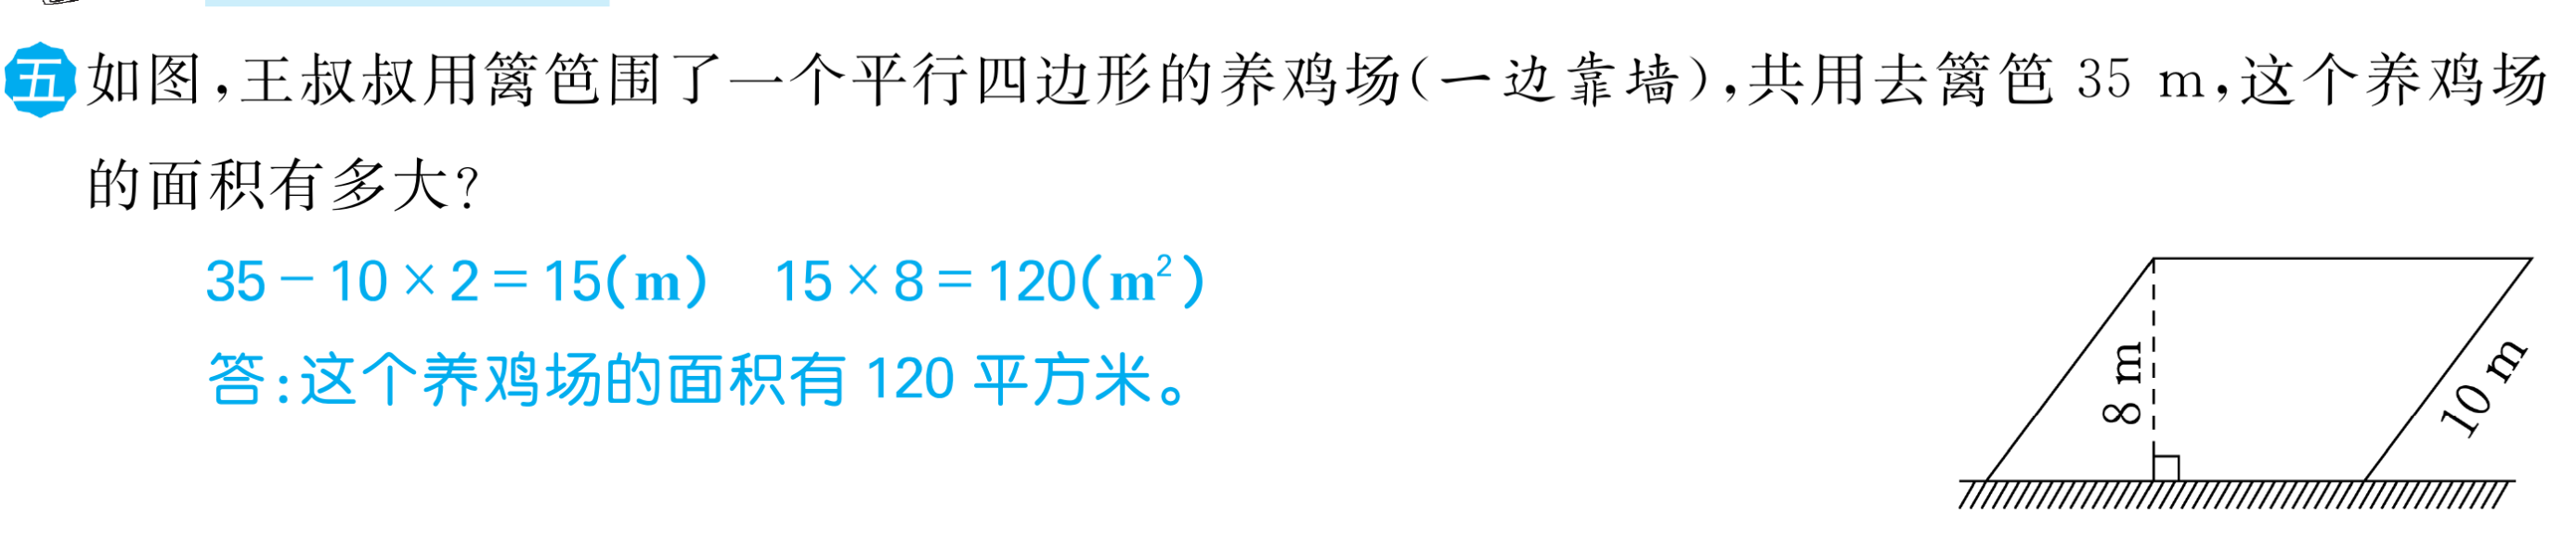 五 如图,王叔叔用篱笆围了一个平行四边形的养鸡场(一边靠墙),共用去篱笆 35 m,这个养鸡场
的面积有多大?
35-10×2=15(m) 15×8=120(m²)
答:这个养鸡场的面积有 120 平方米。
8 m
10 m